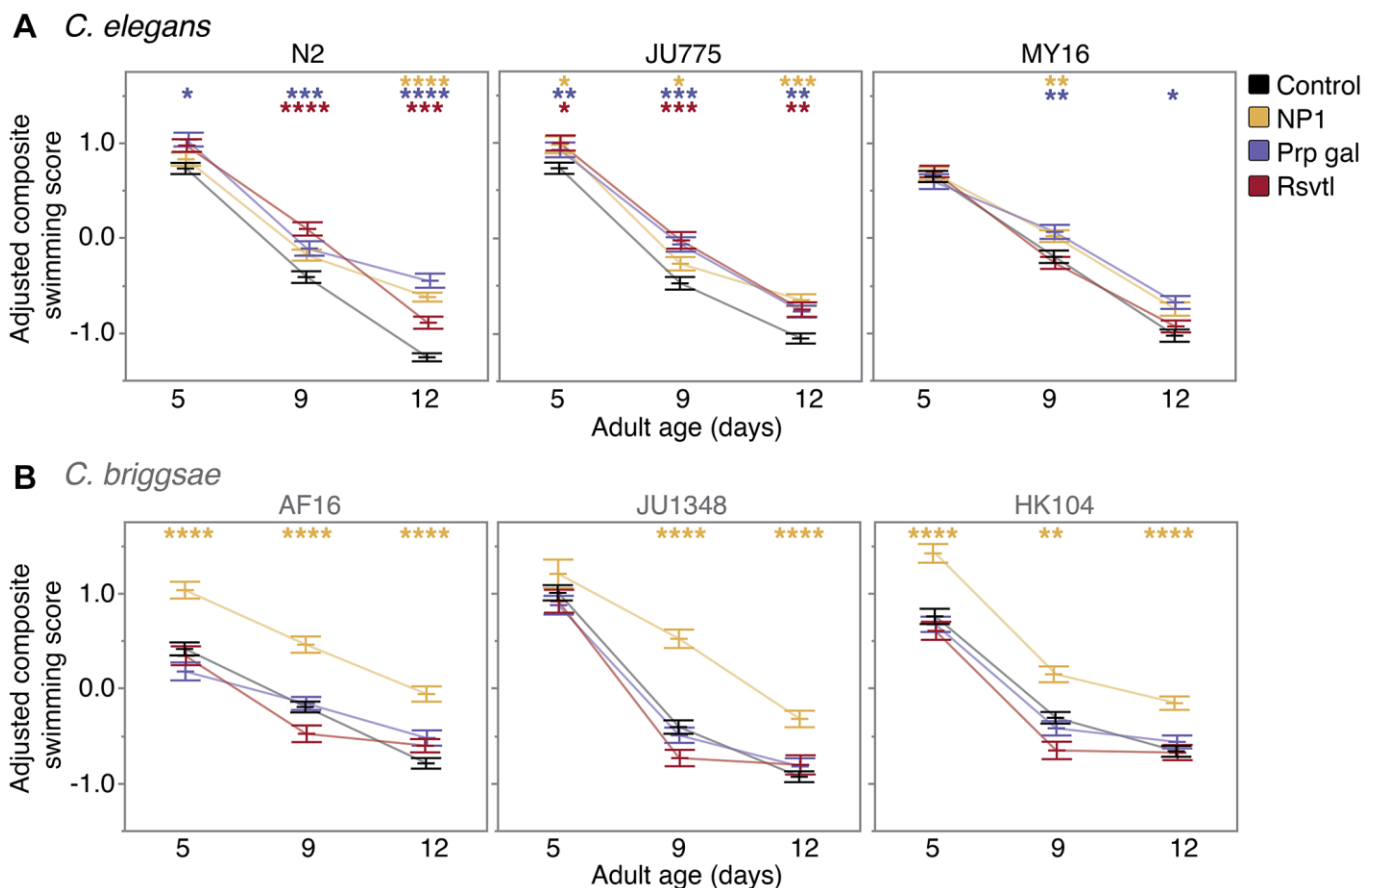 A C. elegans
N2 JU775 MY16
**** * *** **
* *** **** ** *** ** ** *
**** *** * *** **
Control
NP1
Prp gal
Rsvtl
Adjusted composite
swimming score
1.0
0.0
-1.0
5 9 12 5 9 12 5 9 12
Adult age (days)
B C. briggsae
AF16 JU1348 HK104
**** **** **** **** **** **** ** ****
Adjusted composite
swimming score
1.0
0.0
-1.0
5 9 12 5 9 12 5 9 12
Adult age (days)